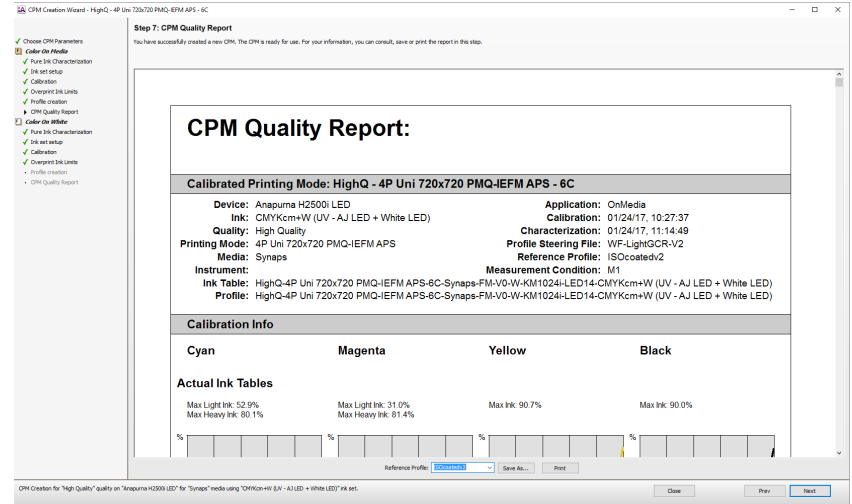 CPM Creation Wizard - HighQ - 4P Uni 720x720 PMQ-IEFM APS - 6C
Step 7: CPM Quality Report
You have successfully created a new CPM. The CPM is ready for use. For your information, you can consult, save or print the report in this step.
Choose CPM Parameters
Color On Media
Pure Ink Characterization
Ink set setup
Calibration
Overprint Ink Limits
Profile creation
CPM Quality Report
Color On White
Pure Ink Characterization
Ink set setup
Calibration
Overprint Ink Limits
Profile creation
CPM Quality Report
CPM Quality Report:
Calibrated Printing Mode: HighQ - 4P Uni 720x720 PMQ-IEFM APS - 6C
Device: Anapurna H2500i LED Application: OnMedia
Ink: CMYKcm+W (UV - AJ LED + White LED) Calibration: 01/24/17, 10:27:37
Quality: High Quality Characterization: 01/24/17, 11:14:49
Printing Mode: 4P Uni 720x720 PMQ-IEFM APS Profile Steering File: WF-LightGCR-V2
Media: Synaps Reference Profile: ISOcoatedv2
Instrument: Measurement Condition: M1
Ink Table: HighQ-4P Uni 720x720 PMQ-IEFM APS-6C-Synaps-FM-V0-W-KM1024i-LED14-CMYKcm+W (UV - AJ LED + White LED)
Profile: HighQ-4P Uni 720x720 PMQ-IEFM APS-6C-Synaps-FM-V0-W-KM1024i-LED14-CMYKcm+W (UV - AJ LED + White LED)
Calibration Info
Cyan Magenta Yellow Black
Actual Ink Tables
Max Light Ink: 52.9% Max Light Ink: 31.0% Max Ink: 90.7% Max Ink: 90.0%
Max Heavy Ink: 80.1% Max Heavy Ink: 81.4%
% % % %
Reference Profile: ISOcoatedv2 Save As... Print
CPM Creation for "High Quality" quality on "Anapurna H2500i LED" for "Synaps" media using "CMYKcm+W (UV - AJ LED + White LED)" ink set.
Close Prev Next